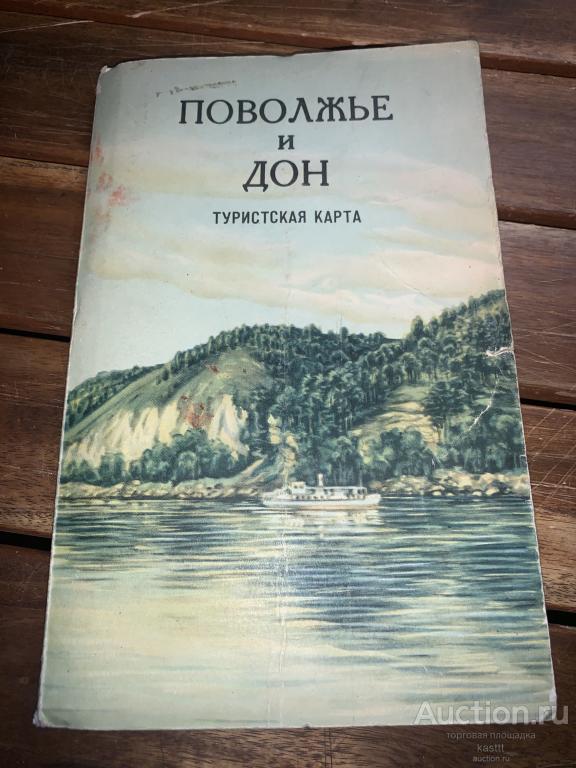 ПОВОЛЖЬЕ
и
ДОН
ТУРИСТСКАЯ КАРТА
Auction.ru
торговая площадка
kasttt
auction.ru